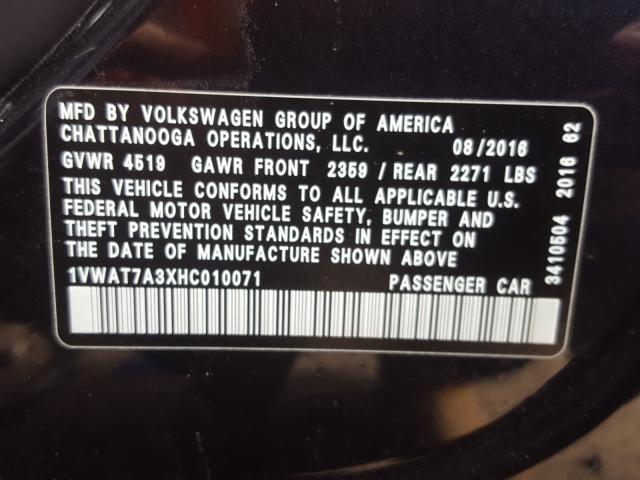 MFD BY VOLKSWAGEN GROUP OF AMERICA
CHATTANOOGA OPERATIONS, LLC. 08/2016
GVWR 4519 GAWR FRONT 2359 / REAR 2271 LBS
THIS VEHICLE CONFORMS TO ALL APPLICABLE U.S.
FEDERAL MOTOR VEHICLE SAFETY, BUMPER AND
THEFT PREVENTION STANDARDS IN EFFECT ON
THE DATE OF MANUFACTURE SHOWN ABOVE
1VWAT7A3XHC010071 PASSENGER CAR
3410504 2016 62